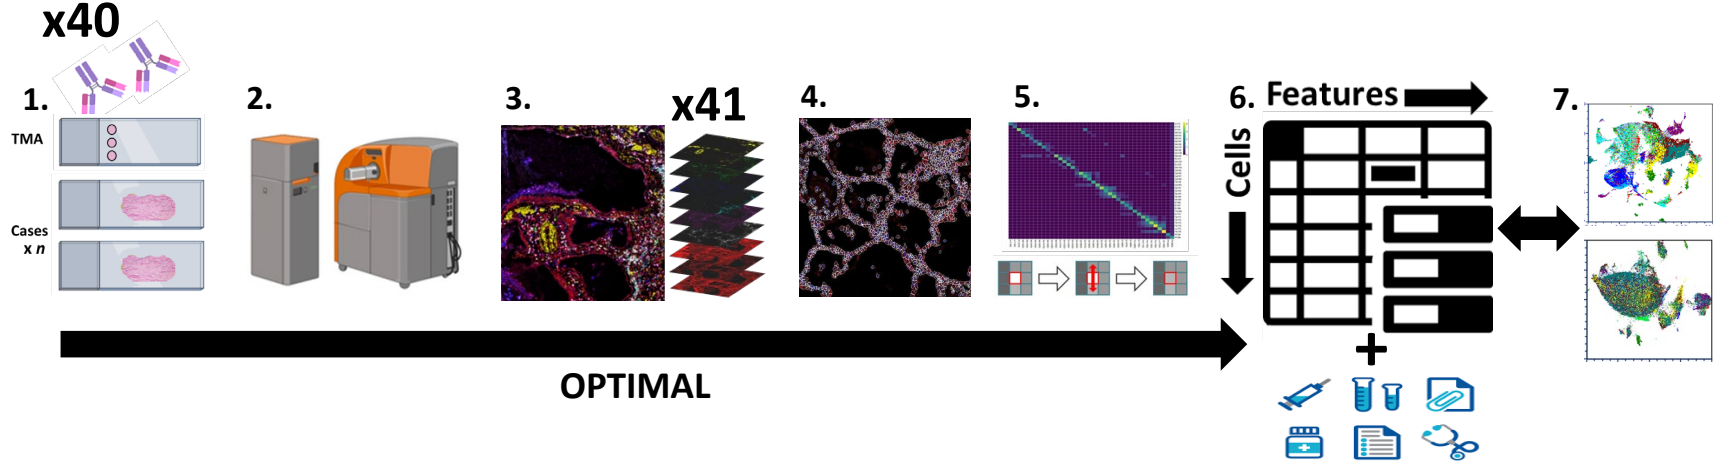 x40
1.
TMA
Cases
x n
2.
3.
x41
4.
5.
6.
Features
Cells
7.
OPTIMAL